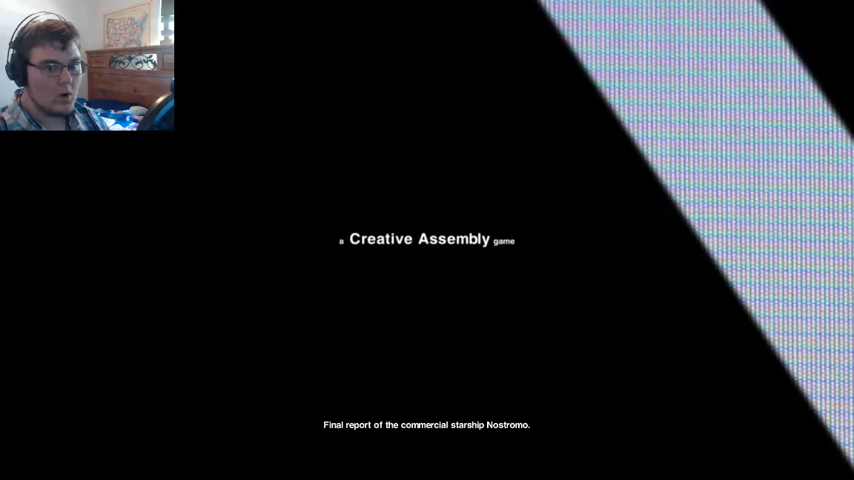 a Creative Assembly game
Final report of the commercial starship Nostromo.